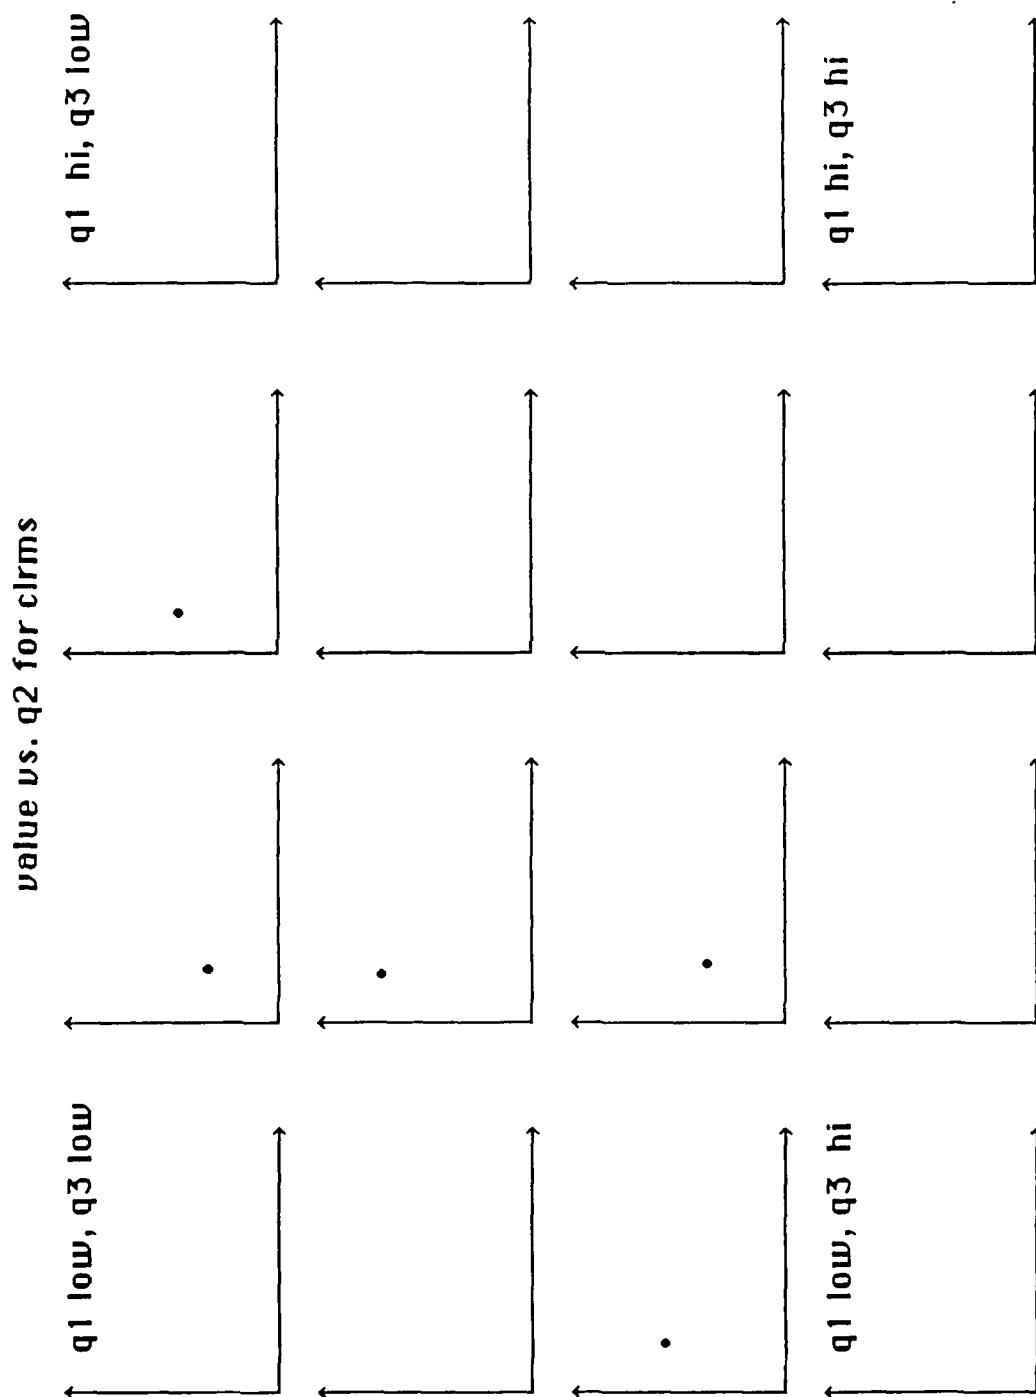 value vs. q2 for clrms
q1 low, q3 low
q1 hi, q3 low
q1 low, q3 hi
q1 hi, q3 hi